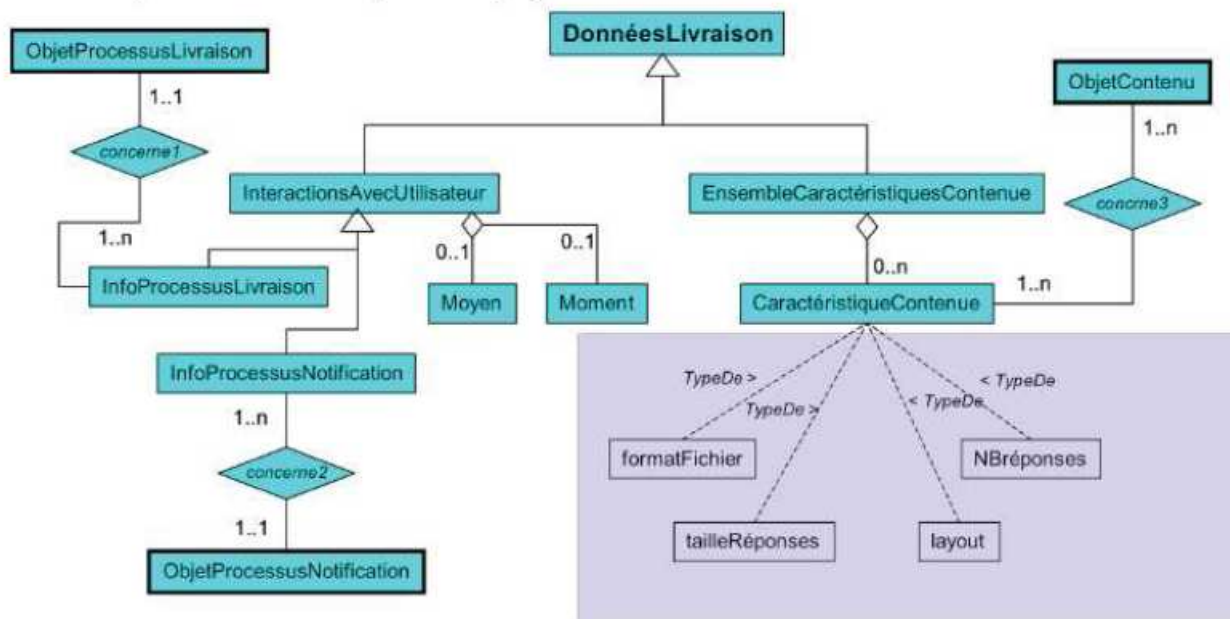 DonnéesLivraison
ObjetProcessusLivraison
ObjetContenu
1..1
1..n
concerne1
InteractionsAvecUtilisateur
EnsembleCaractéristiquesContenue
concrne3
1..n
0..1
0..1
0..n
1..n
InfoProcessusLivraison
Moyen
Moment
CaractéristiqueContenue
InfoProcessusNotification
TypeDe >
< TypeDe
TypeDe >
< TypeDe
1..n
formatFichier
NBréponses
concerne2
1..1
tailleRéponses
layout
ObjetProcessusNotification